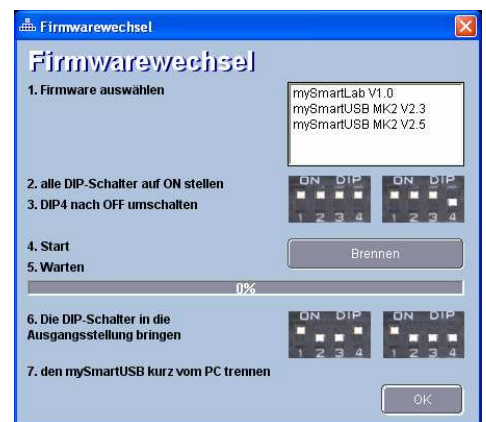 Firmwarewechsel
Firmwarewechsel
1. Firmware auswählen
mySmartLab V1.0
mySmartUSB MK2 V2.3
mySmartUSB MK2 V2.5
2. alle DIP-Schalter auf ON stellen
3. DIP4 nach OFF umschalten
ON DIP
1 2 3 4
ON DIP
1 2 3 4
4. Start
5. Warten
Brennen
0%
6. Die DIP-Schalter in die
Ausgangsstellung bringen
ON DIP
1 2 3 4
ON DIP
1 2 3 4
7. den mySmartUSB kurz vom PC trennen
OK